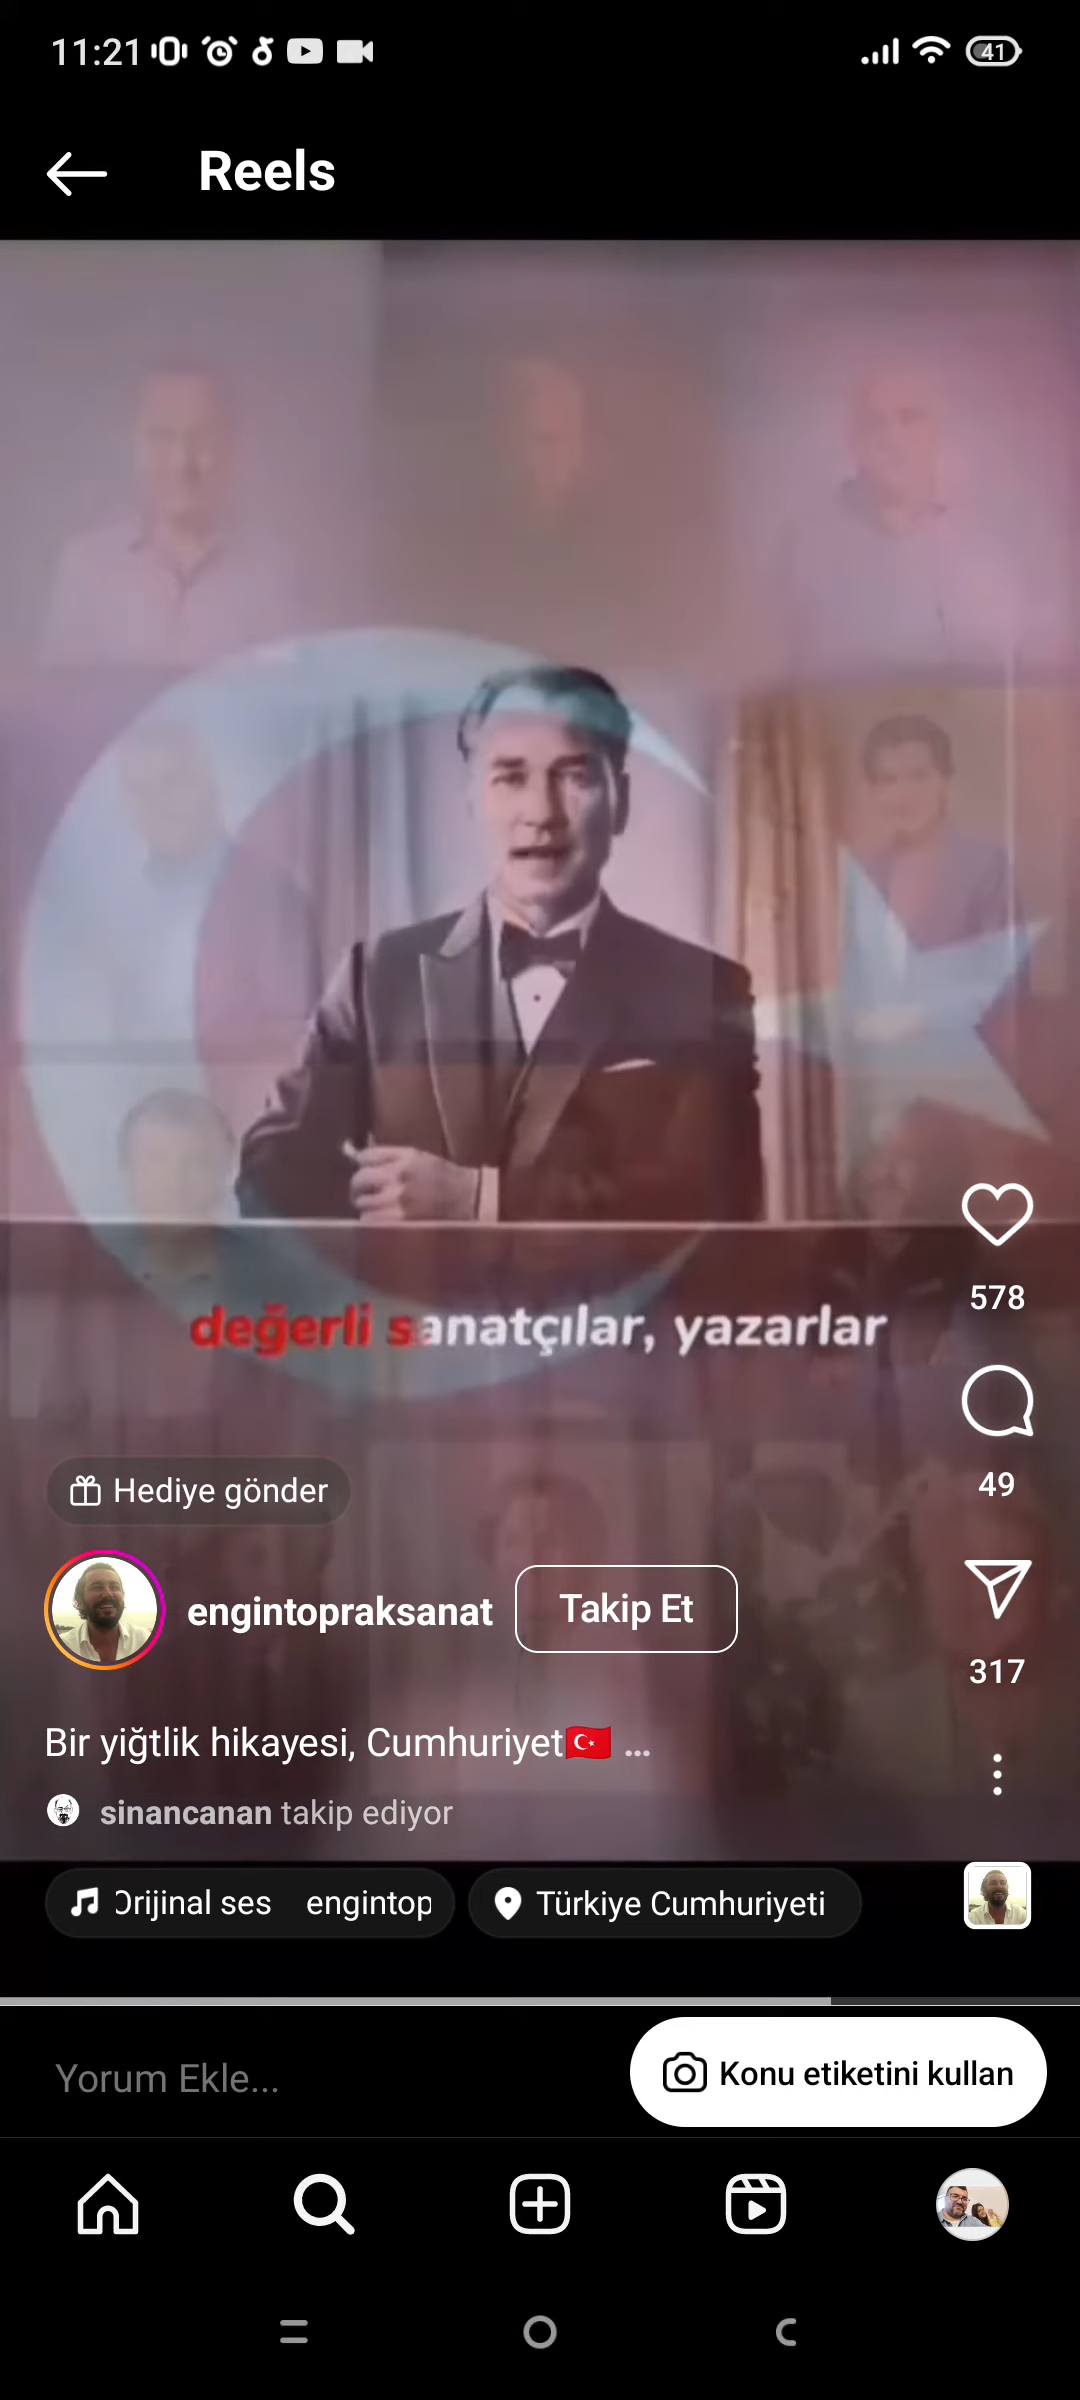 11:21
41
Reels
değerli sanatçılar, yazarlar
578
Hediye gönder
49
engintopraksanat
Takip Et
317
Bir yiğtlik hikayesi, Cumhuriyet🇹🇷 ...
sinancanan takip ediyor
Orijinal ses engintop
Türkiye Cumhuriyeti
Yorum Ekle...
Konu etiketini kullan